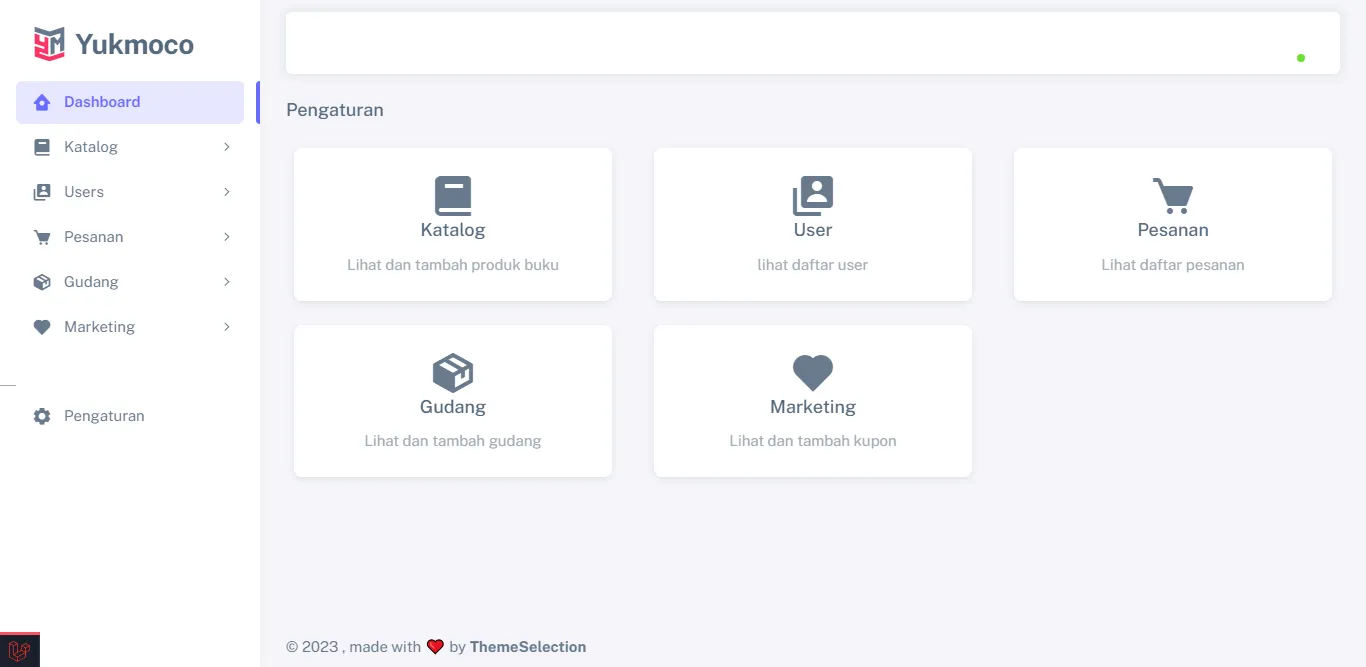 Yukmoco
Dashboard
Katalog
Users
Pesanan
Gudang
Marketing
Pengaturan
Pengaturan
Katalog
Lihat dan tambah produk buku
User
lihat daftar user
Pesanan
Lihat daftar pesanan
Gudang
Lihat dan tambah gudang
Marketing
Lihat dan tambah kupon
© 2023 , made with ❤️ by ThemeSelection